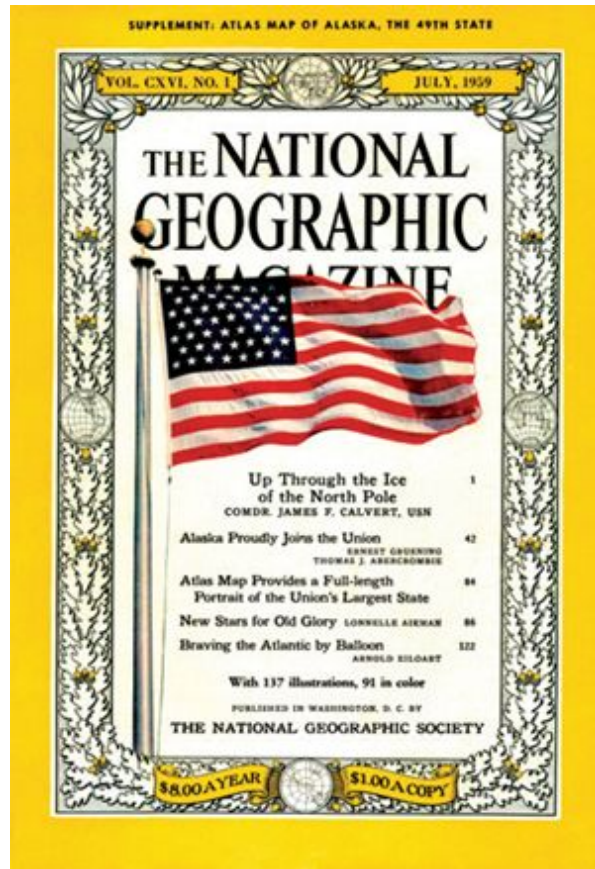 SUPPLEMENT: ATLAS MAP OF ALASKA, THE 49TH STATE
VOL. CXVI, NO. 1
JULY, 1959
THE NATIONAL
GEOGRAPHIC
MAGAZINE
Up Through the Ice 1
of the North Pole
COMDR. JAMES F. CALVERT, USN
Alaska Proudly Joins the Union 42
ERNEST GRUENING
THOMAS J. ABERCROMBIE
Atlas Map Provides a Full-length 84
Portrait of the Union's Largest State
New Stars for Old Glory LONNELLE AIKMAN 86
Braving the Atlantic by Balloon 122
ARNOLD EILOART
With 137 illustrations, 91 in color
PUBLISHED IN WASHINGTON, D. C. BY
THE NATIONAL GEOGRAPHIC SOCIETY
$8.00 A YEAR
$1.00 A COPY